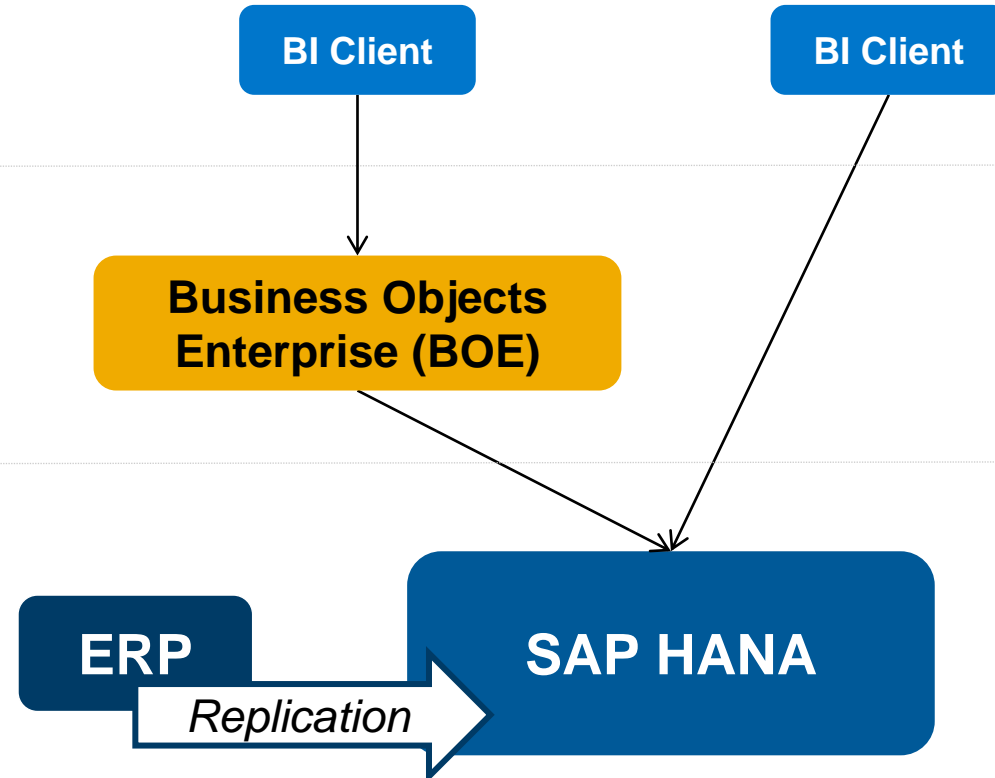 BI Client
BI Client
Business Objects
Enterprise (BOE)
ERP
SAP HANA
Replication